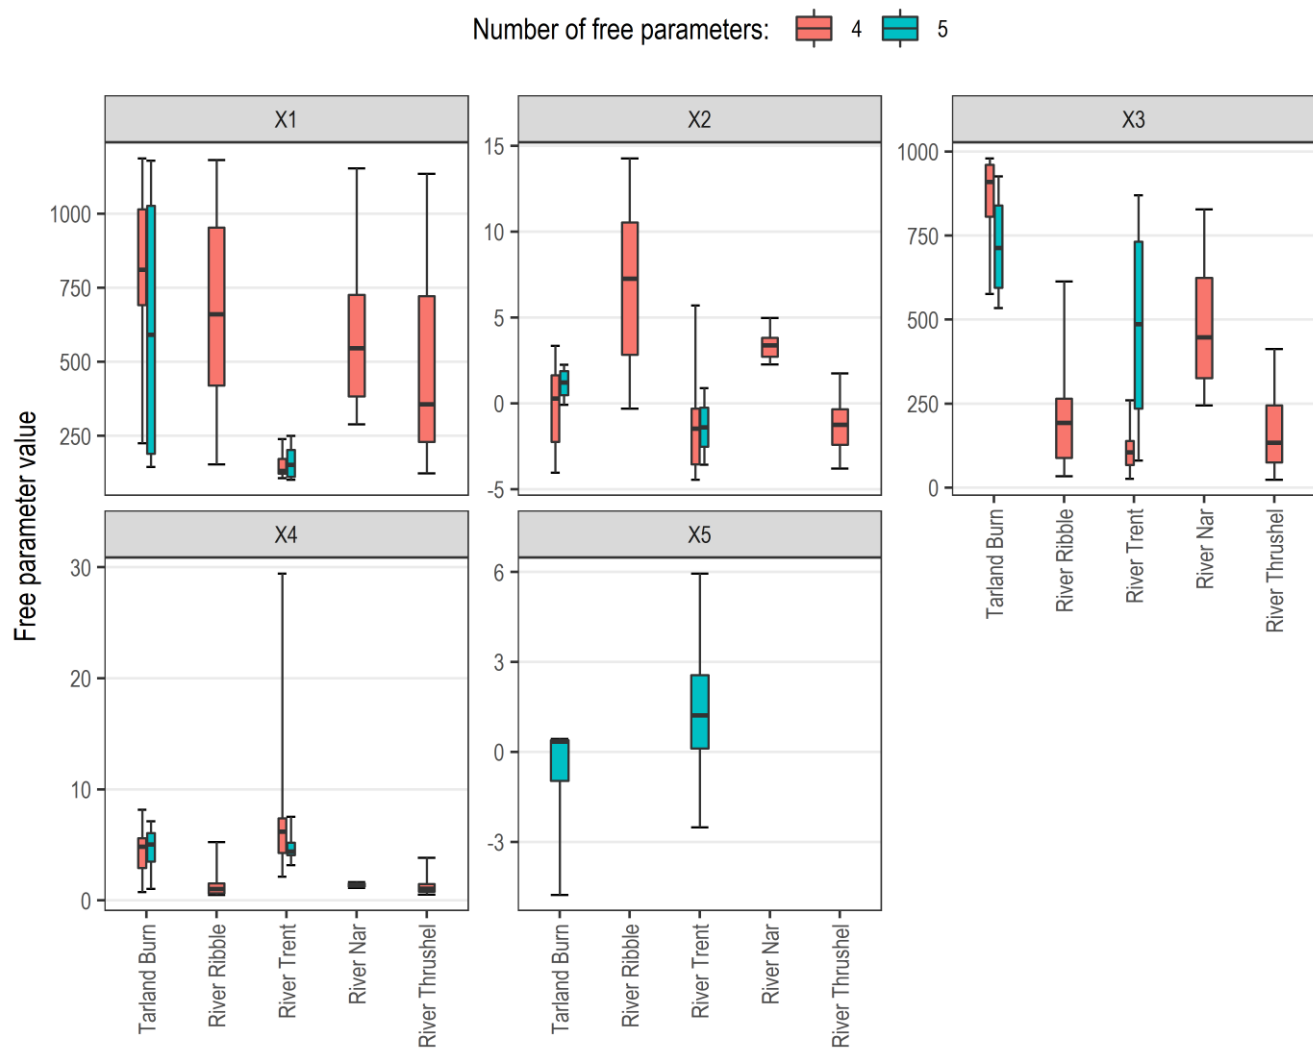 Number of free parameters: 4 5
X1
X2
X3
1000
750
500
250
15
10
5
0
-5
1000
750
500
250
0
Free parameter value
X4
X5
30
20
10
0
6
3
0
-3
Tarland Burn
River Ribble
River Trent
River Nar
River Thrushel
Tarland Burn
River Ribble
River Trent
River Nar
River Thrushel
Tarland Burn
River Ribble
River Trent
River Nar
River Thrushel